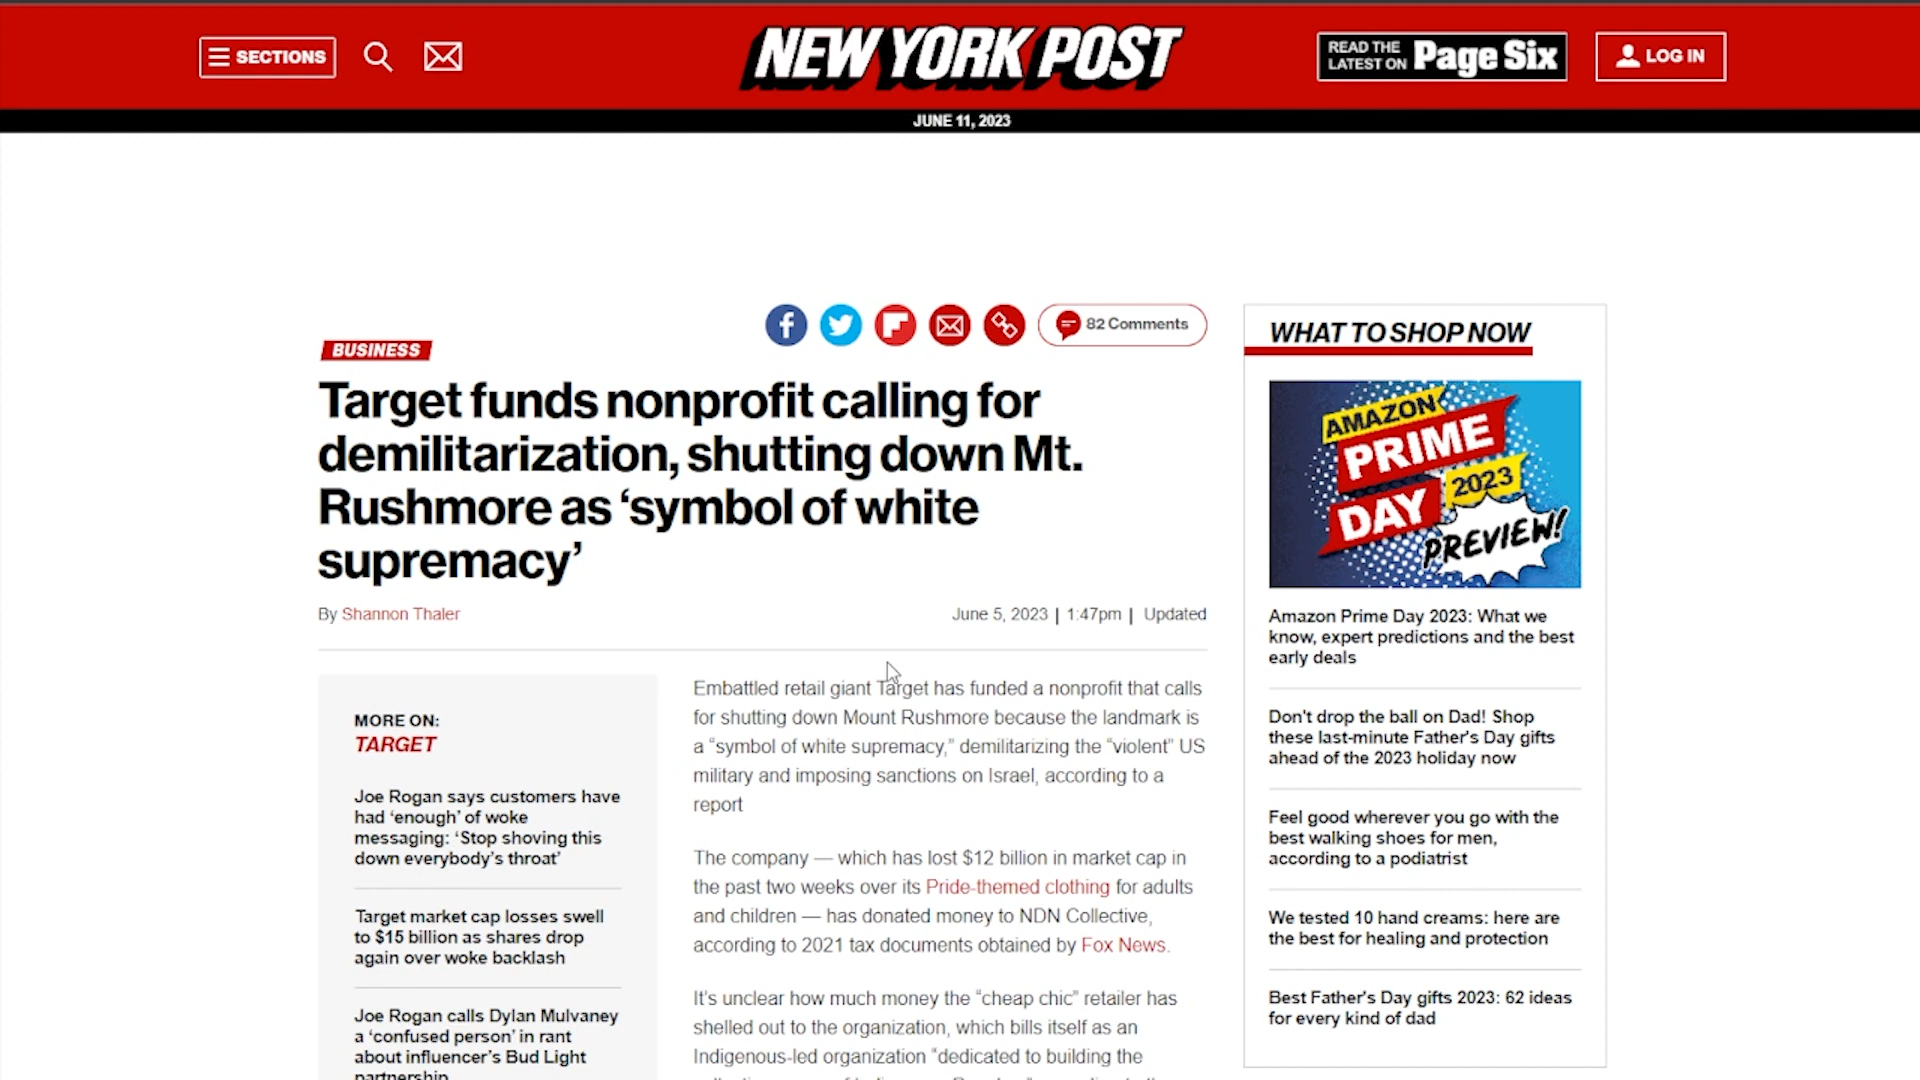 SECTIONS
NEW YORK POST
READ THE
LATEST ON
Page Six
LOG IN
JUNE 11, 2023
82 Comments
BUSINESS
Target funds nonprofit calling for
demilitarization, shutting down Mt.
Rushmore as ‘symbol of white
supremacy’
By Shannon Thaler
June 5, 2023 | 1:47pm | Updated
MORE ON:
TARGET
Joe Rogan says customers have
had ‘enough’ of woke
messaging: ‘Stop shoving this
down everybody’s throat’
Target market cap losses swell
to $15 billion as shares drop
again over woke backlash
Joe Rogan calls Dylan Mulvaney
a ‘confused person’ in rant
about influencer’s Bud Light
partnership
Embattled retail giant Target has funded a nonprofit that calls
for shutting down Mount Rushmore because the landmark is
a “symbol of white supremacy,” demilitarizing the “violent” US
military and imposing sanctions on Israel, according to a
report
The company — which has lost $12 billion in market cap in
the past two weeks over its Pride-themed clothing for adults
and children — has donated money to NDN Collective,
according to 2021 tax documents obtained by Fox News.
It’s unclear how much money the “cheap chic” retailer has
shelled out to the organization, which bills itself as an
Indigenous-led organization “dedicated to building the
WHAT TO SHOP NOW
AMAZON
PRIME
DAY
2023
PREVIEW!
Amazon Prime Day 2023: What we
know, expert predictions and the best
early deals
Don't drop the ball on Dad! Shop
these last-minute Father's Day gifts
ahead of the 2023 holiday now
Feel good wherever you go with the
best walking shoes for men,
according to a podiatrist
We tested 10 hand creams: here are
the best for healing and protection
Best Father's Day gifts 2023: 62 ideas
for every kind of dad